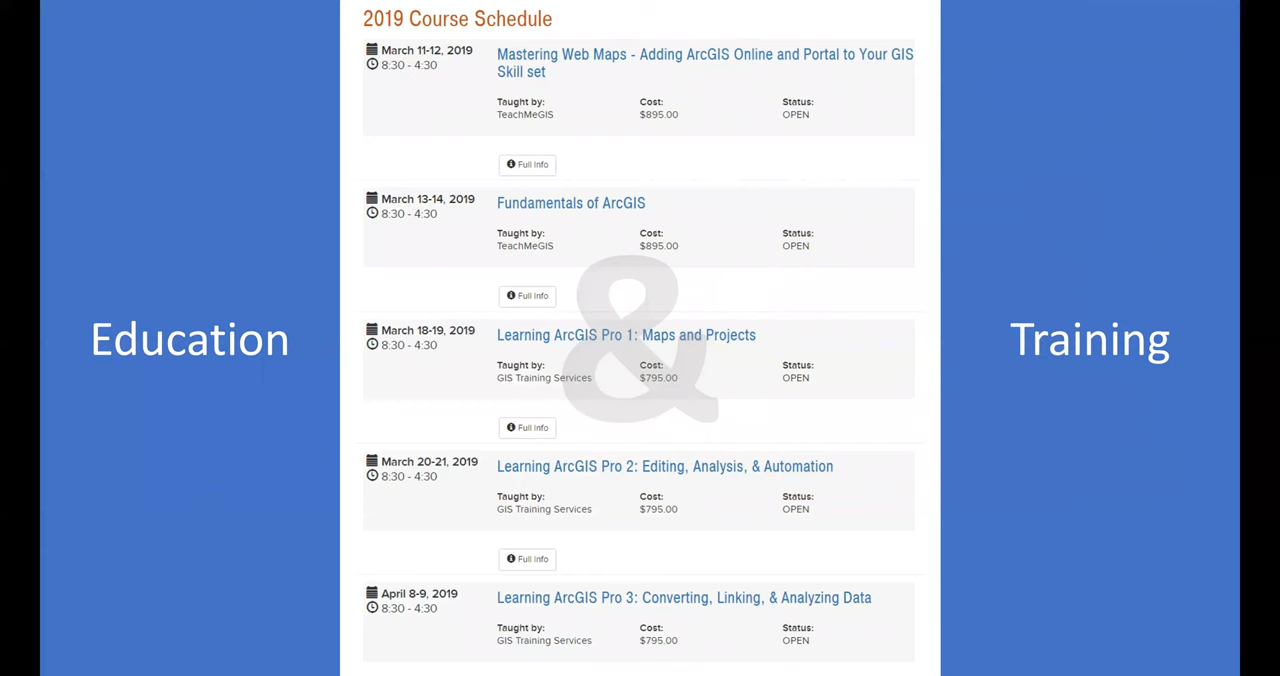 2019 Course Schedule
March 11-12, 2019
8:30 - 4:30
Mastering Web Maps - Adding ArcGIS Online and Portal to Your GIS
Skill set
Taught by: Cost: Status:
TeachMeGIS $895.00 OPEN
Full Info
March 13-14, 2019
8:30 - 4:30
Fundamentals of ArcGIS
Taught by: Cost: Status:
TeachMeGIS $895.00 OPEN
Full Info
&
Education
Training
March 18-19, 2019
8:30 - 4:30
Learning ArcGIS Pro 1: Maps and Projects
Taught by: Cost: Status:
GIS Training Services $795.00 OPEN
Full Info
March 20-21, 2019
8:30 - 4:30
Learning ArcGIS Pro 2: Editing, Analysis, & Automation
Taught by: Cost: Status:
GIS Training Services $795.00 OPEN
Full Info
April 8-9, 2019
8:30 - 4:30
Learning ArcGIS Pro 3: Converting, Linking, & Analyzing Data
Taught by: Cost: Status:
GIS Training Services $795.00 OPEN